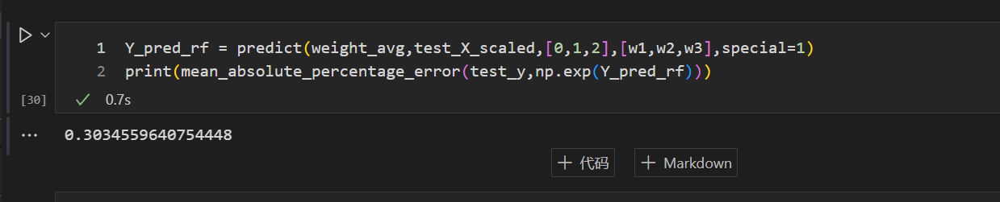 1 Y_pred_rf = predict(weight_avg,test_X_scaled,[0,1,2],[w1,w2,w3],special=1)
2 print(mean_absolute_percentage_error(test_y,np.exp(Y_pred_rf)))
[30] 0.7s
... 0.3034559640754448
+ 代码 + Markdown